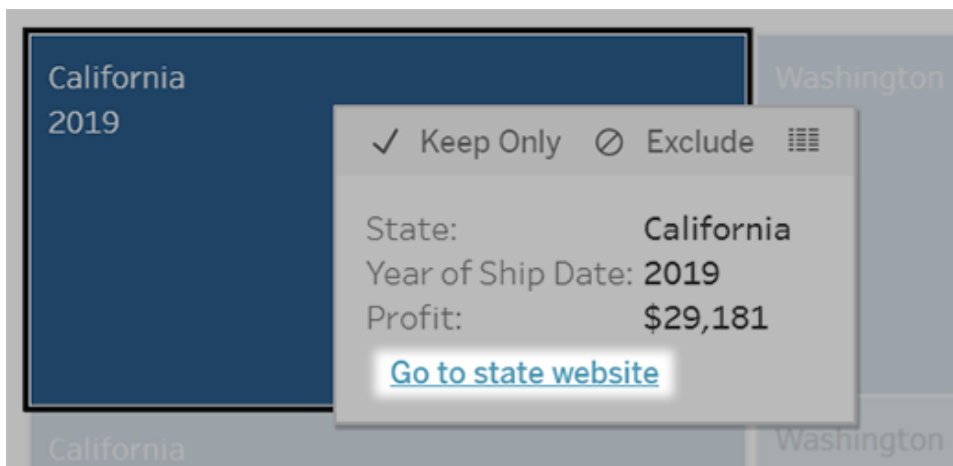 California
2019
Washington
Keep Only Exclude
State: California
Year of Ship Date: 2019
Profit: $29,181
Go to state website
California
Washington